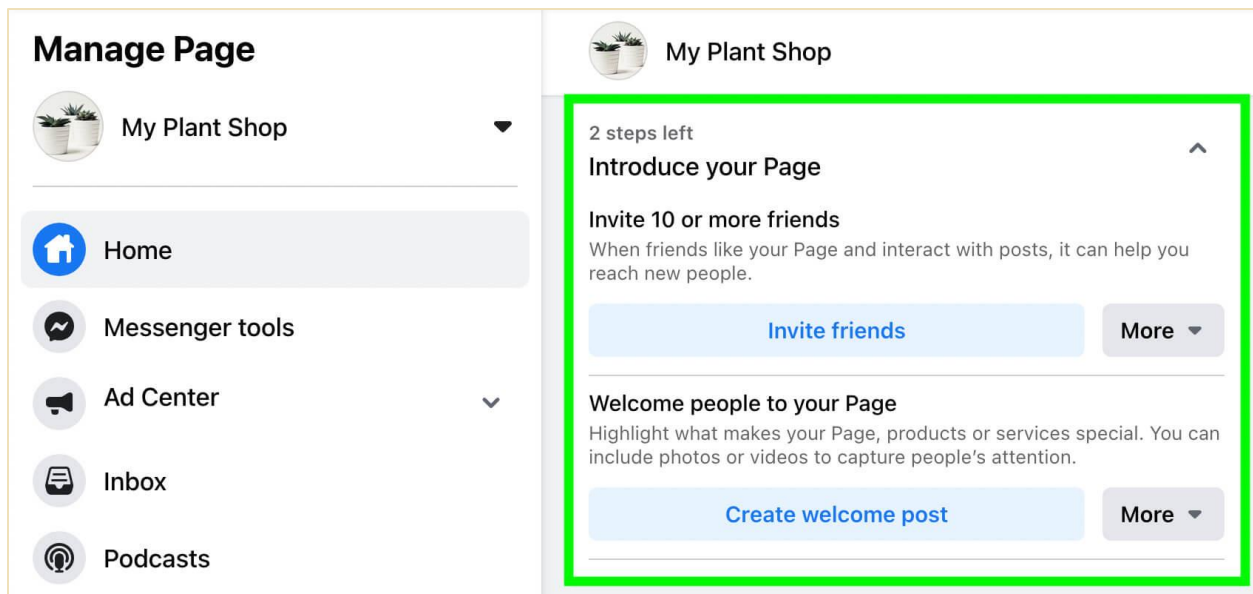 Manage Page
My Plant Shop
Home
Messenger tools
Ad Center
Inbox
Podcasts
My Plant Shop
2 steps left
Introduce your Page
Invite 10 or more friends
When friends like your Page and interact with posts, it can help you
reach new people.
Invite friends
More
Welcome people to your Page
Highlight what makes your Page, products or services special. You can
include photos or videos to capture people’s attention.
Create welcome post
More